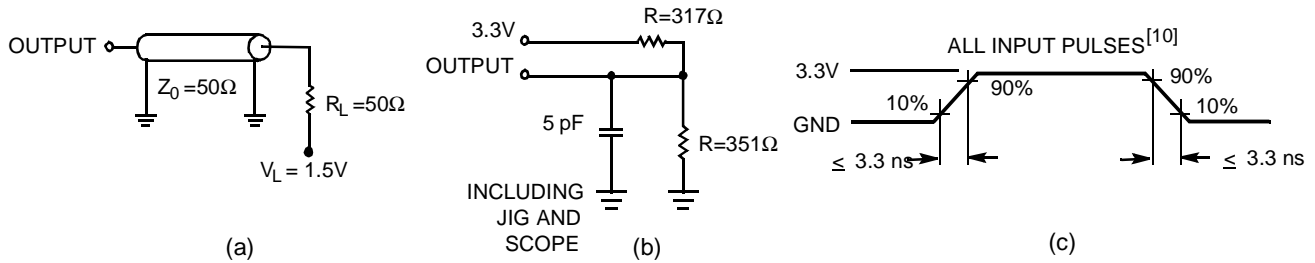 OUTPUT
Z0 =50Ω
RL =50Ω
VL = 1.5V
(a)
R=317Ω
3.3V
OUTPUT
5 pF
R=351Ω
INCLUDING
JIG AND
SCOPE
(b)
ALL INPUT PULSES[10]
3.3V
90%
90%
10%
10%
GND
≤ 3.3 ns
≤ 3.3 ns
(c)